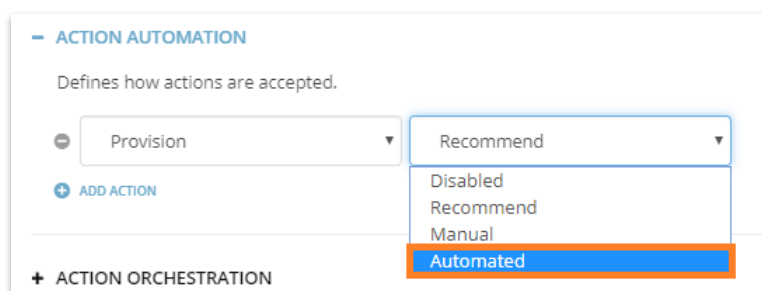 − ACTION AUTOMATION
Defines how actions are accepted.
Provision Recommend
Disabled
ADD ACTION
Recommend
Manual
Automated
+ ACTION ORCHESTRATION